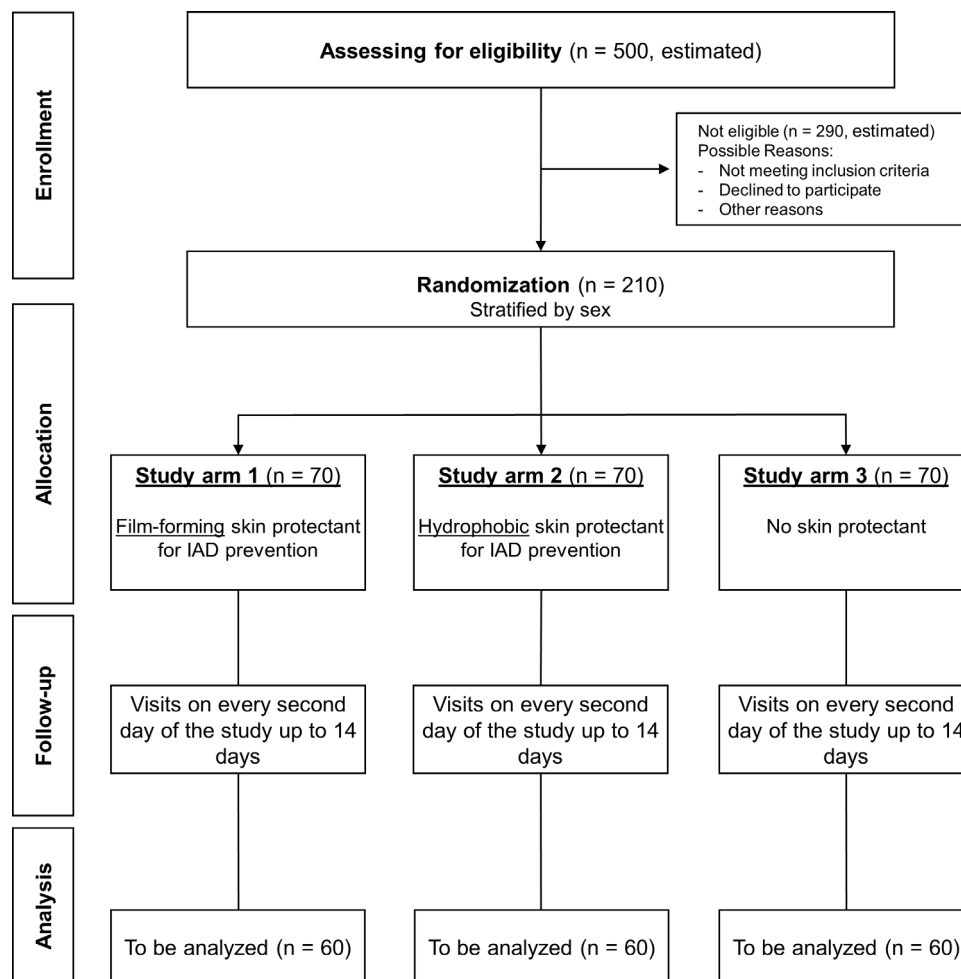 Enrollment
Assessing for eligibility (n = 500, estimated)
Not eligible (n = 290, estimated)
Possible Reasons:
- Not meeting inclusion criteria
- Declined to participate
- Other reasons
Randomization (n = 210)
Stratified by sex
Allocation
Study arm 1 (n = 70)
Film-forming skin protectant
for IAD prevention
Study arm 2 (n = 70)
Hydrophobic skin protectant
for IAD prevention
Study arm 3 (n = 70)
No skin protectant
Follow-up
Visits on every second
day of the study up to 14
days
Visits on every second
day of the study up to 14
days
Visits on every second
day of the study up to 14
days
Analysis
To be analyzed (n = 60)
To be analyzed (n = 60)
To be analyzed (n = 60)